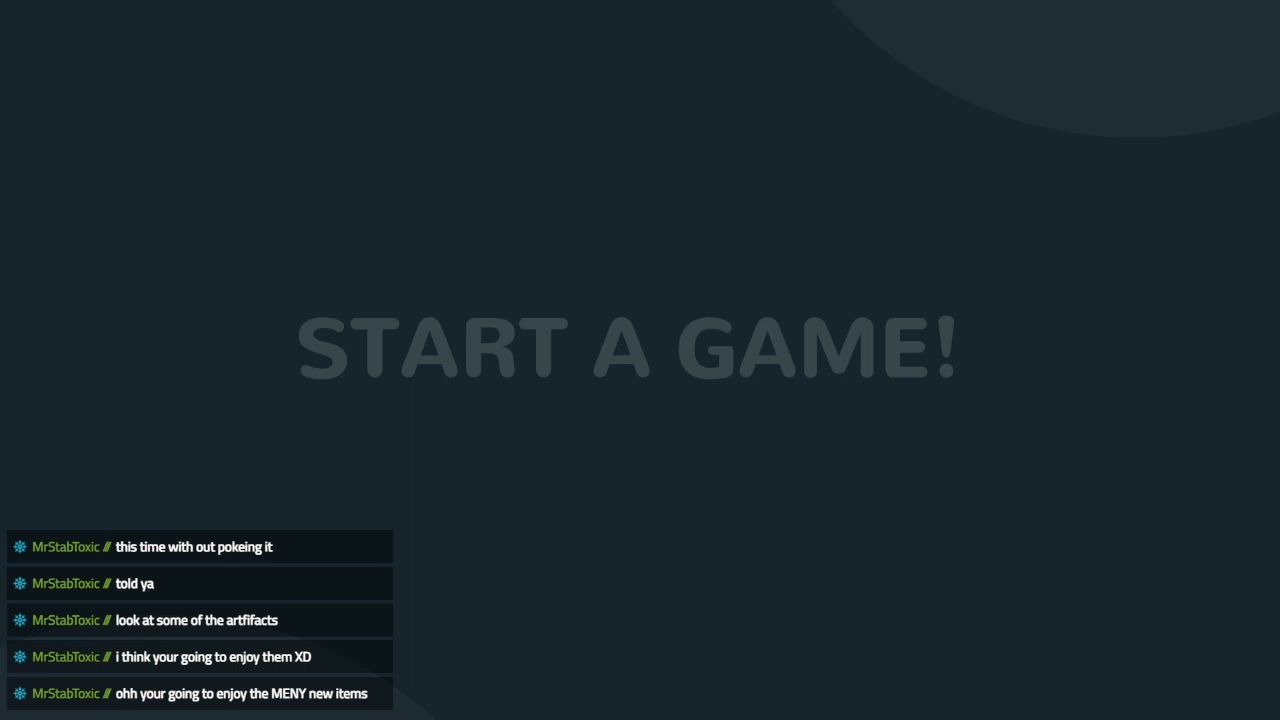 START A GAME!
MrStabToxic // this time with out pokeing it
MrStabToxic // told ya
MrStabToxic // look at some of the artfifacts
MrStabToxic // i think your going to enjoy them XD
MrStabToxic // ohh your going to enjoy the MENY new items